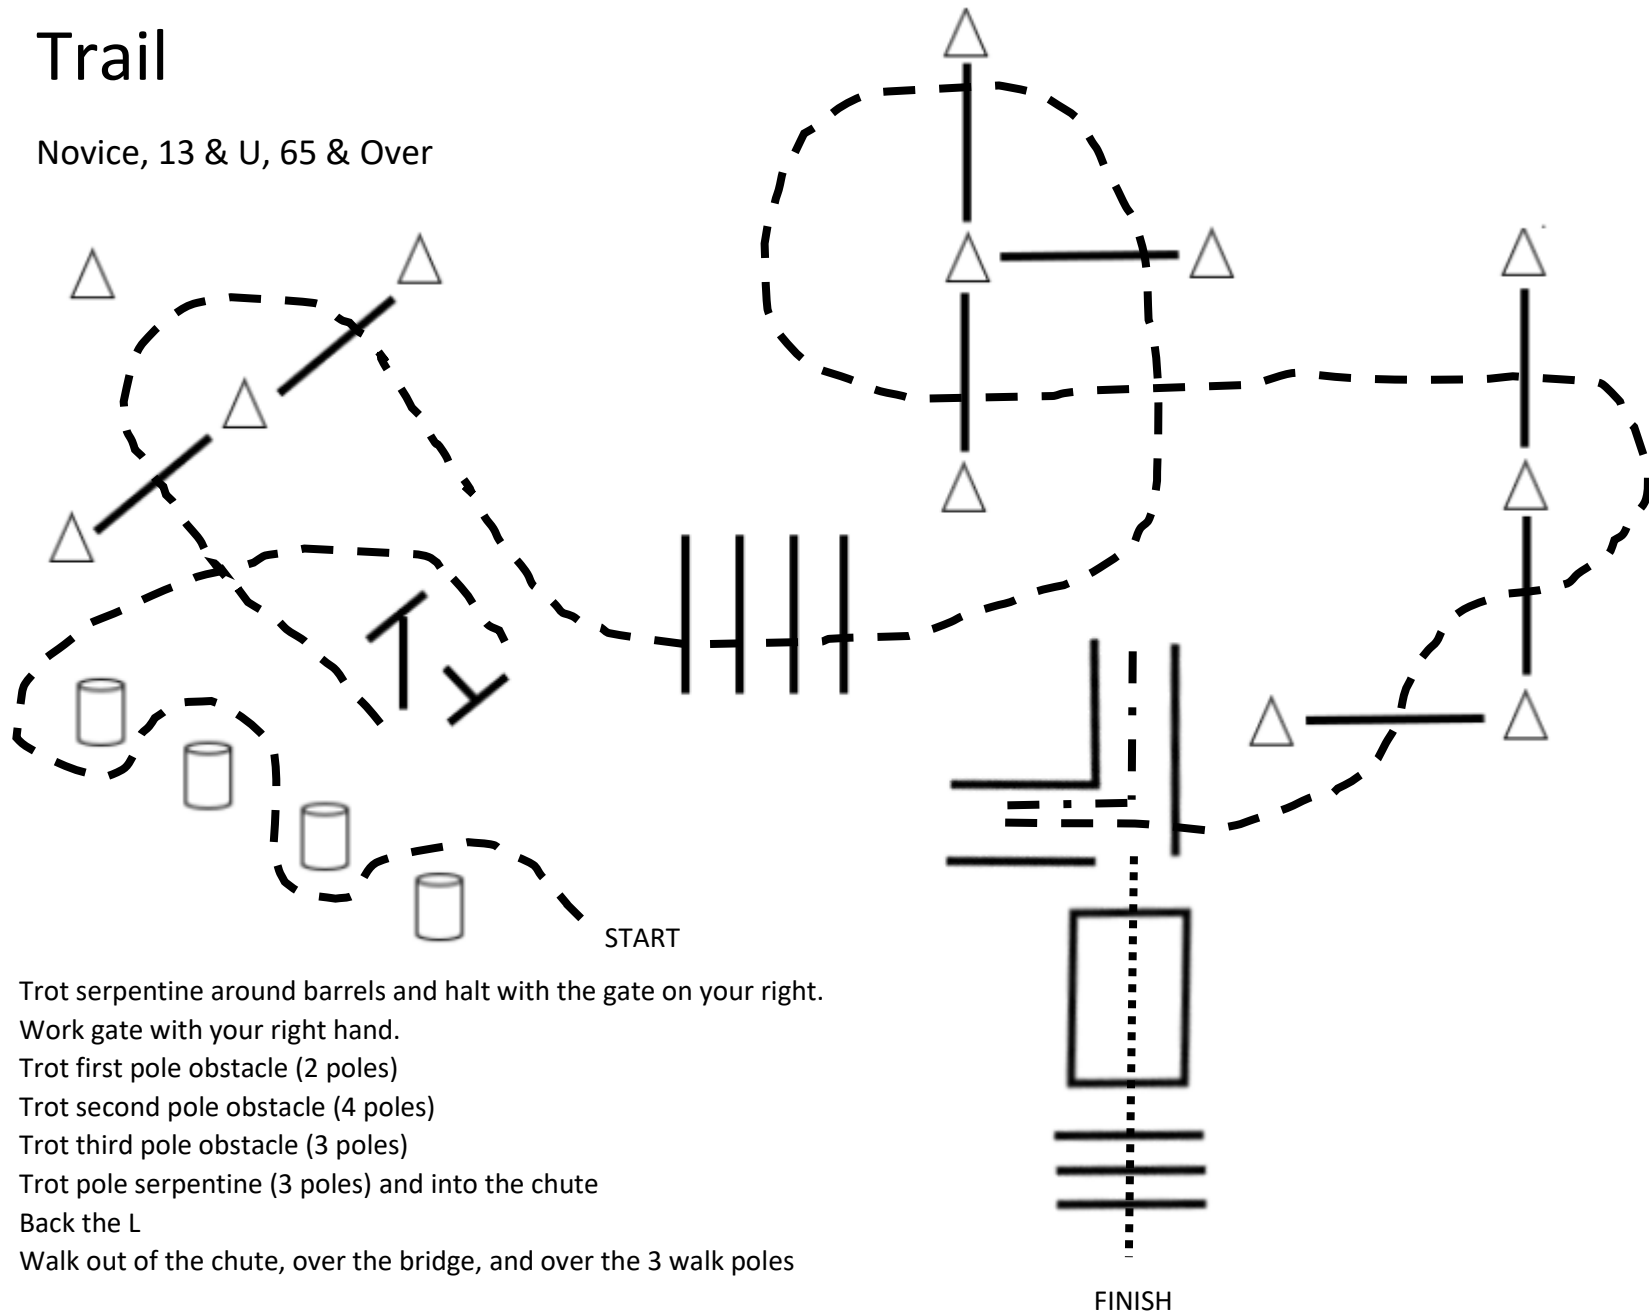 Trail
Novice, 13 & U, 65 & Over
START
Trot serpentine around barrels and halt with the gate on your right.
Work gate with your right hand.
Trot first pole obstacle (2 poles)
Trot second pole obstacle (4 poles)
Trot third pole obstacle (3 poles)
Trot pole serpentine (3 poles) and into the chute
Back the L
Walk out of the chute, over the bridge, and over the 3 walk poles
FINISH